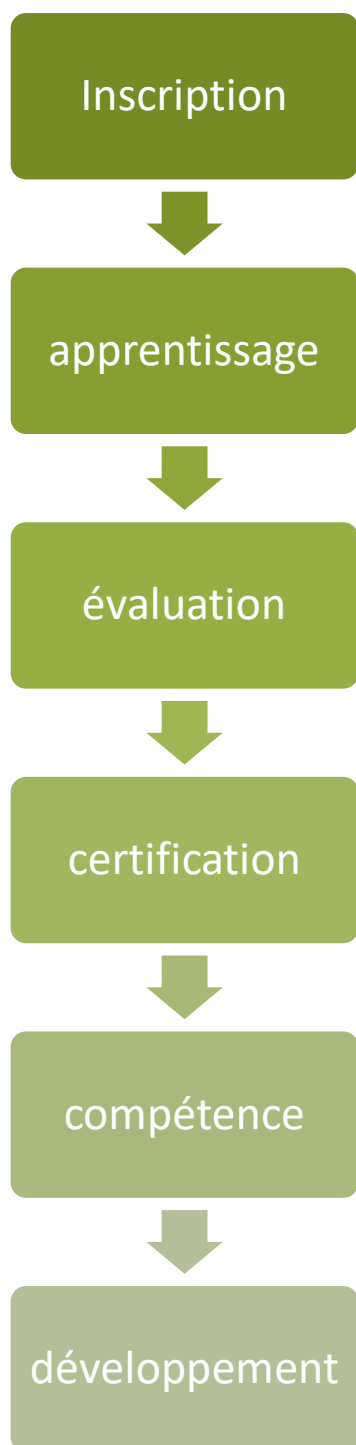 Inscription
apprentissage
évaluation
certification
compétence
développement